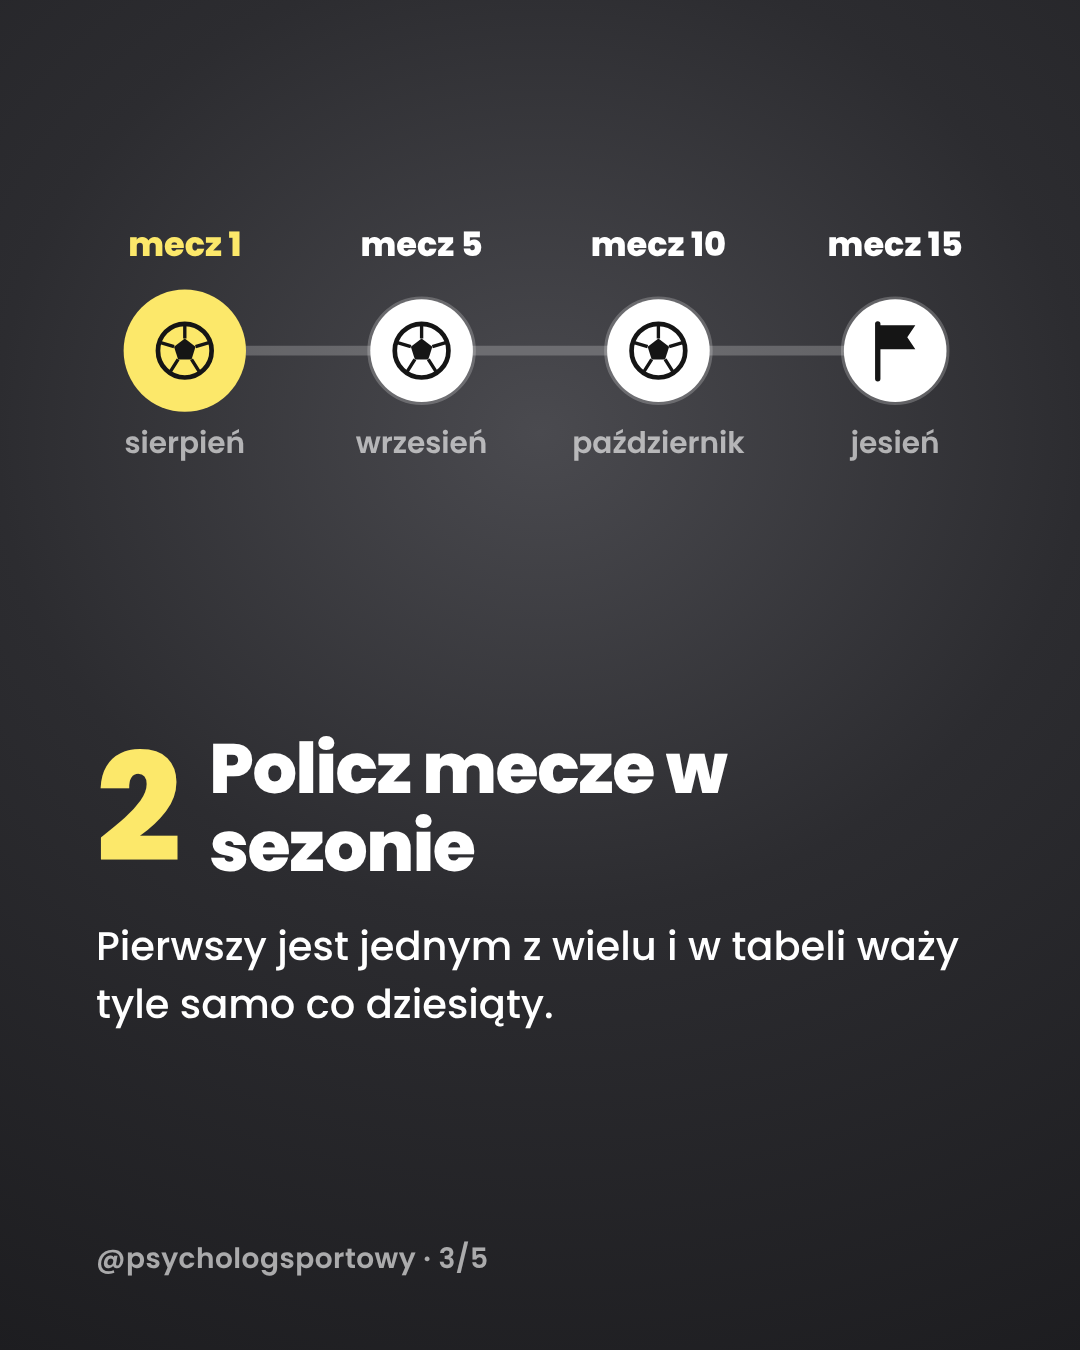 mecz 1 mecz 5 mecz 10 mecz 15
sierpień wrzesień październik jesień
2 Policz mecze w
sezonie
Pierwszy jest jednym z wielu i w tabeli waży
tyle samo co dziesiąty.
@psychologsportowy · 3/5